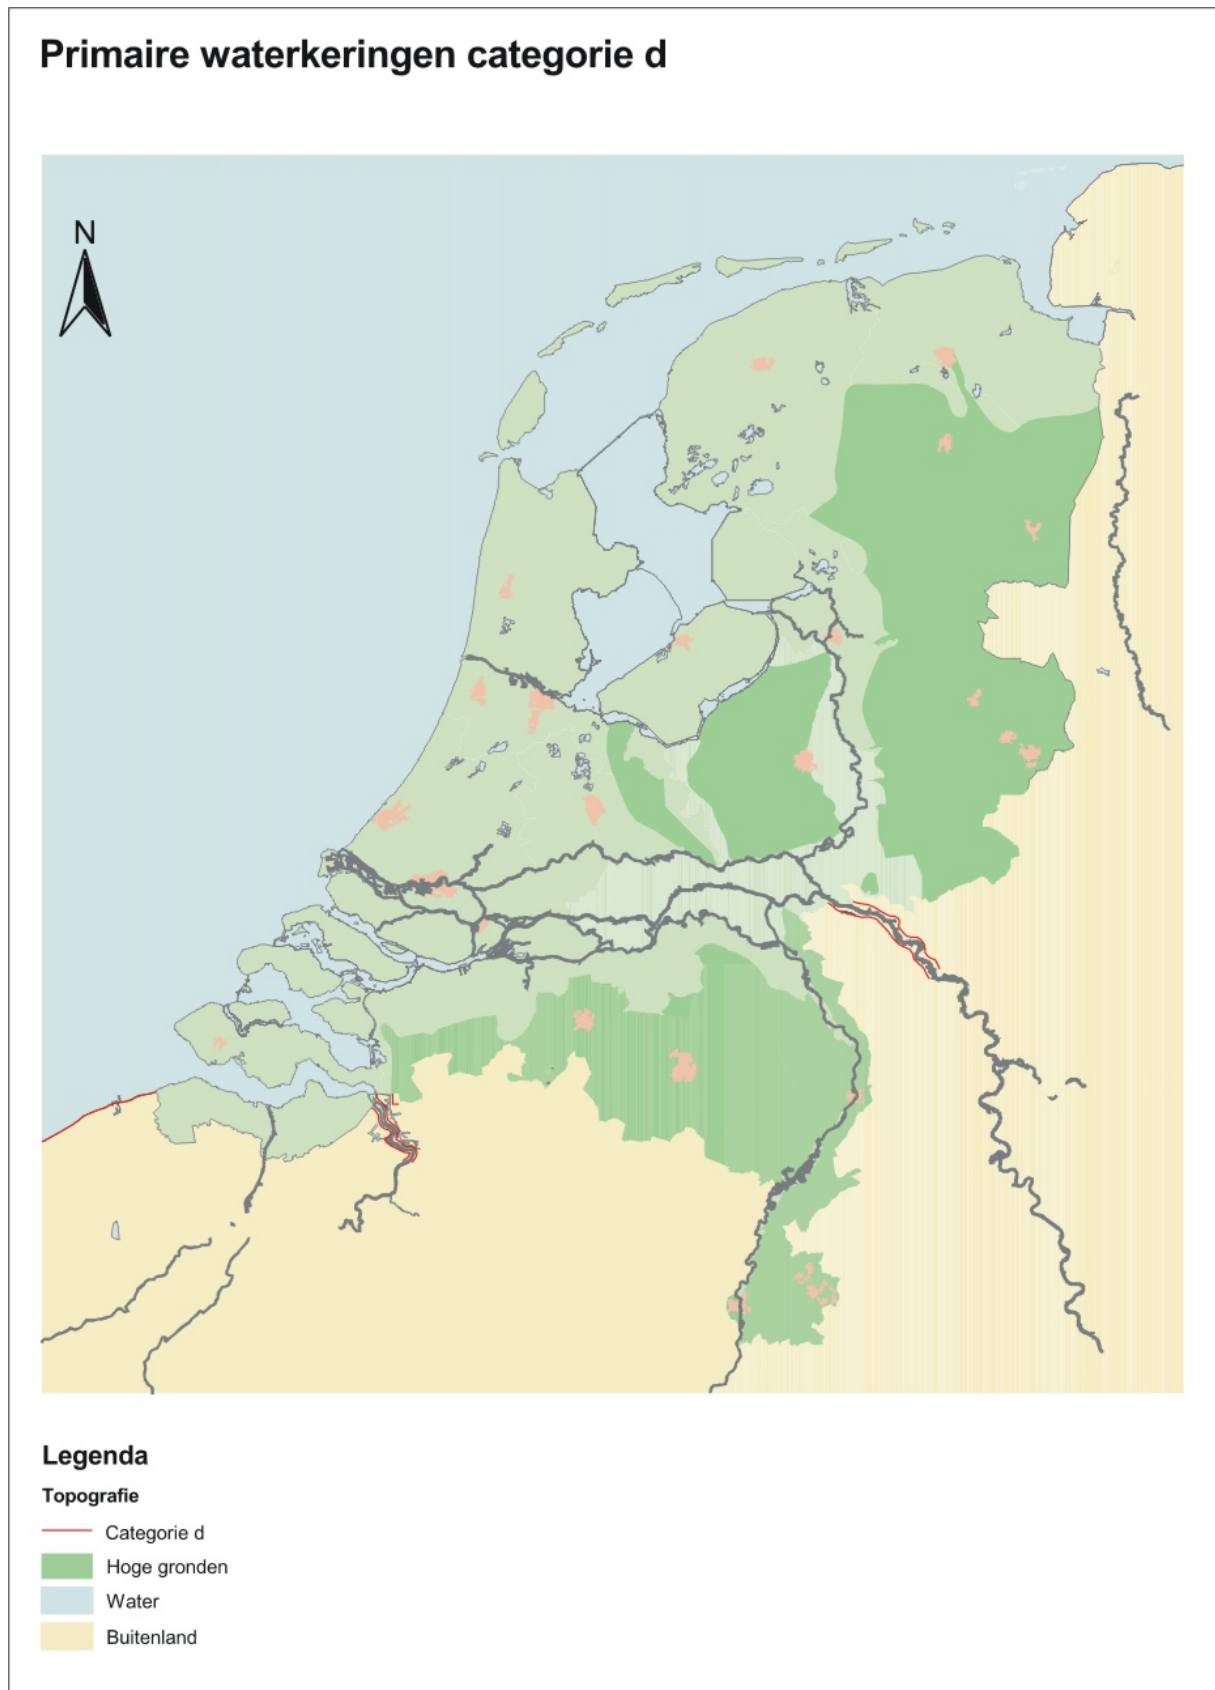 Primaire waterkeringen categorie d
N
Legenda
Topografie
Categorie d
Hoge gronden
Water
Buitenland